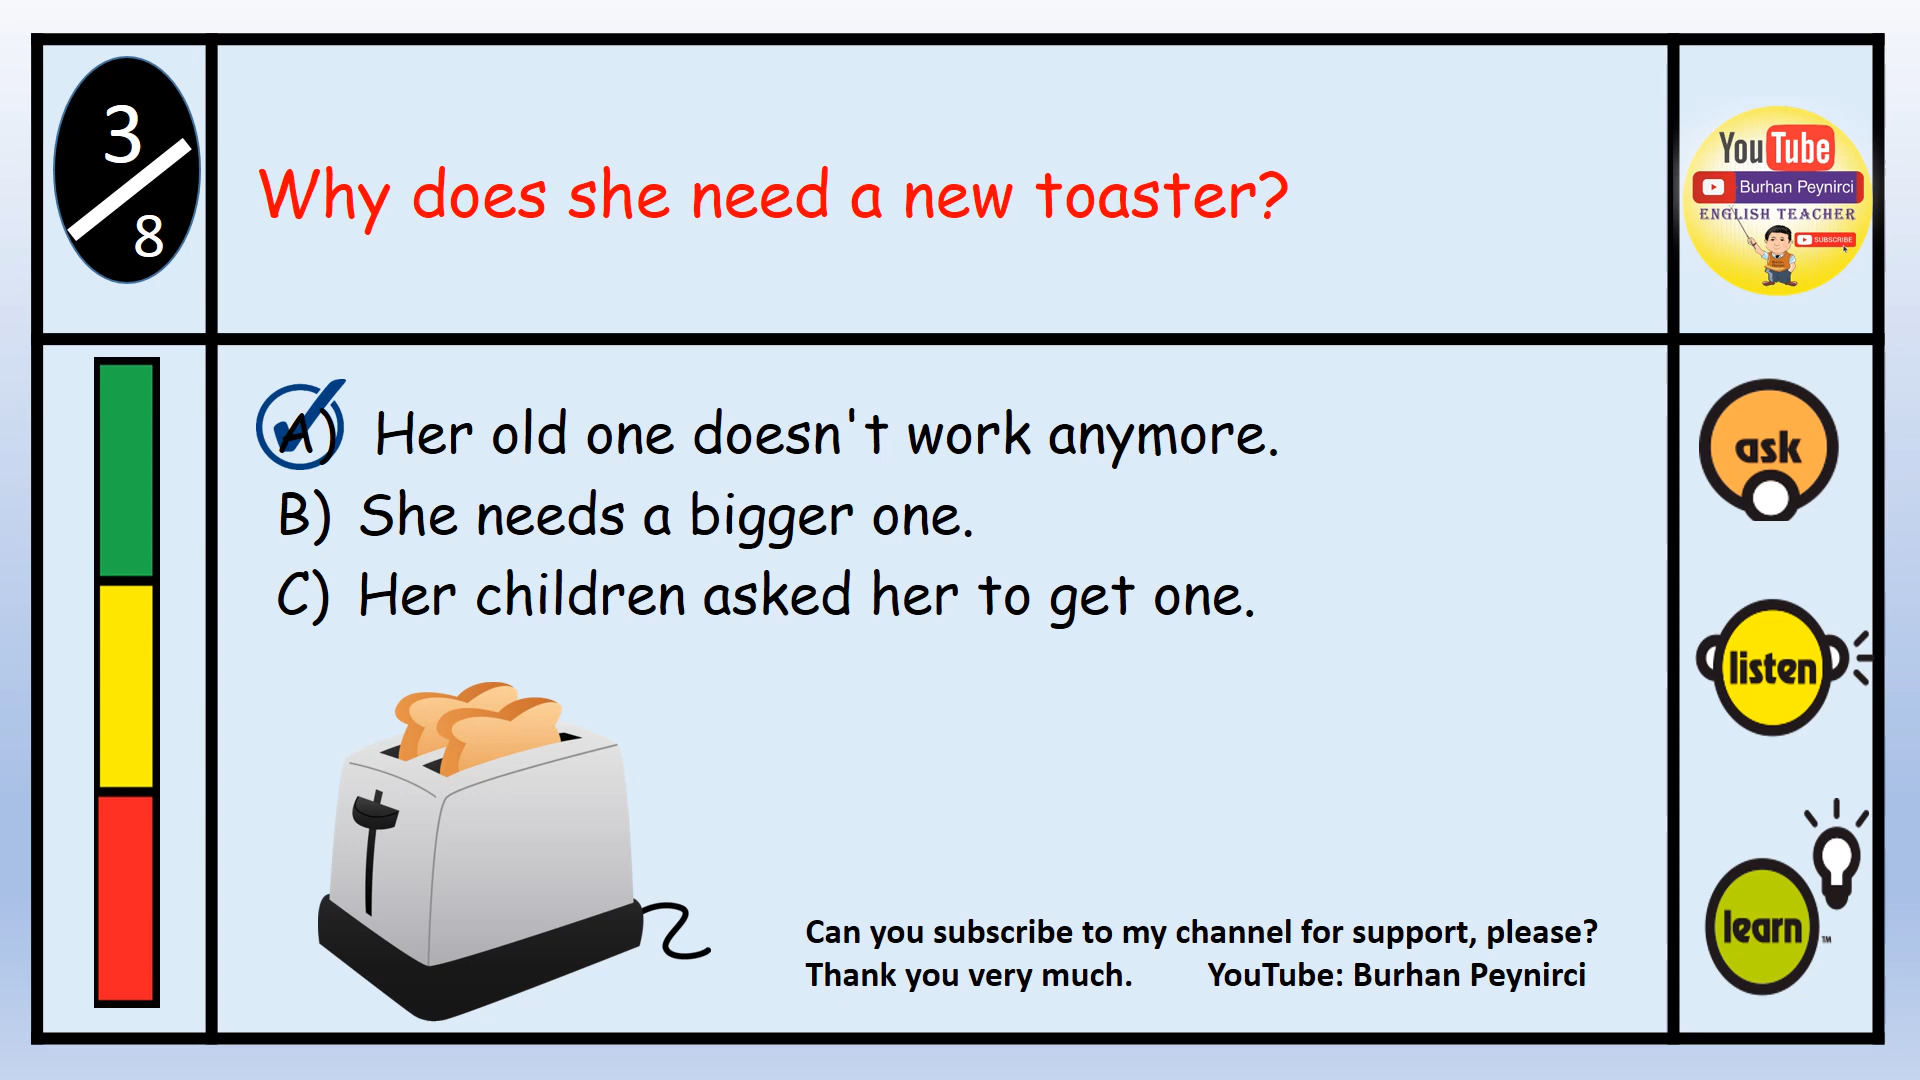 3
8
Why does she need a new toaster?
YouTube
Burhan Peynirci
ENGLISH TEACHER
SUBSCRIBE
A) Her old one doesn't work anymore.
B) She needs a bigger one.
C) Her children asked her to get one.
ask
listen
learn™
Can you subscribe to my channel for support, please?
Thank you very much. YouTube: Burhan Peynirci